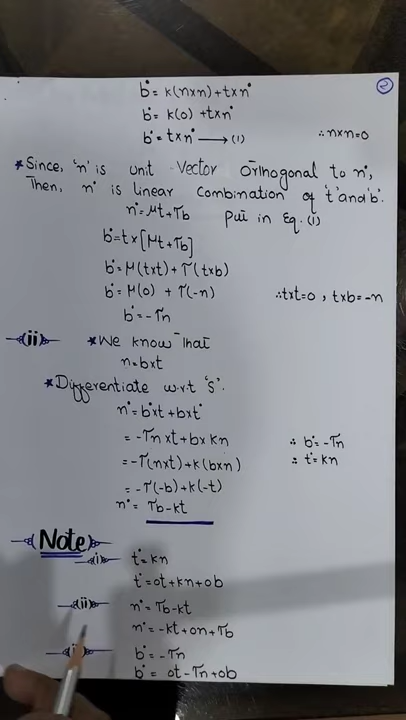 ②
b• = k(n×n)+t×n•
b• = k(0) +t×n•
b• = t×n• ⟶ (1) ∴n×n=0
*Since, 'n' is unit Vector Orthogonal to n•,
Then, n• is linear Combination of 't' and 'b'.
n•=μt+τb put in Eq.(1)
b•=t×[μt+τb]
b•=μ(t×t)+τ(t×b)
b•=μ(0) + τ(-n) ∴t×t=0, t×b=-n
b•=-τn
(ii) *We know That
n=b×t
*Differentiate w.r.t 's'.
n•=b•×t+b×t•
=-τn×t+b×kn ∴ b•=-τn
=-τ(n×t)+k(b×n) ∴ t•=kn
=-τ(-b)+k(-t)
n•= τb-kt
Note
(i) t•=kn
t•=0t+kn+0b
(ii) n•=τb-kt
n•=-kt+0n+τb
b•=-τn
b•= 0t-τn+0b